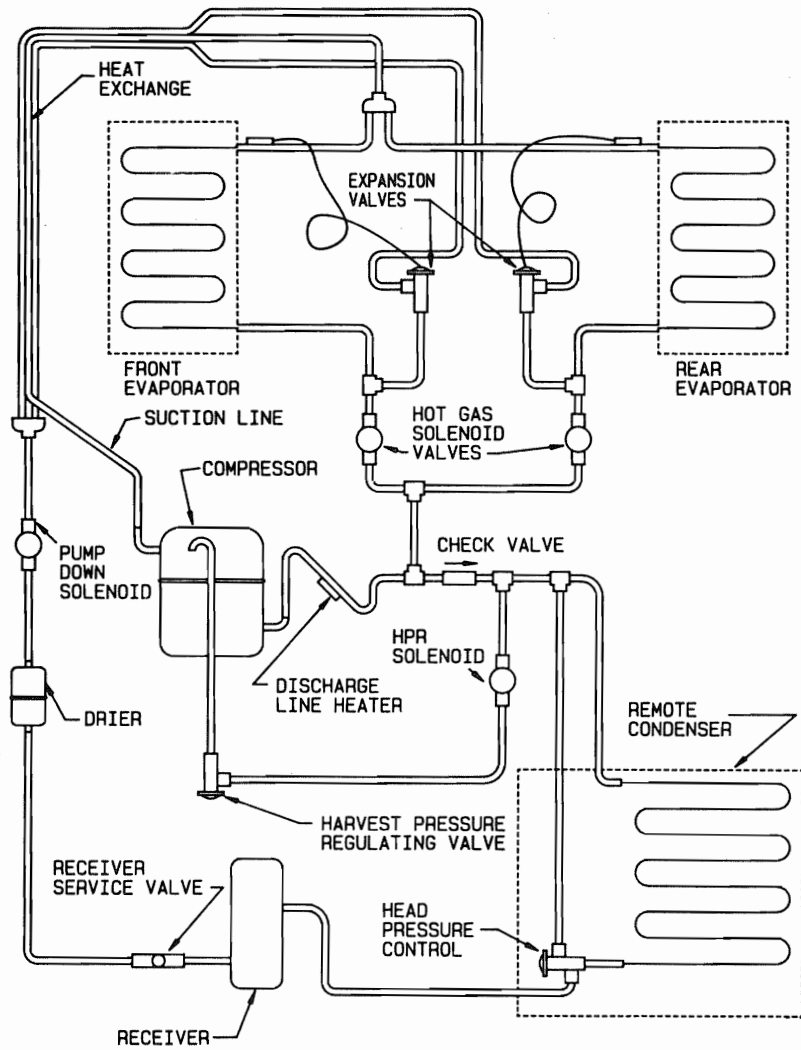 HEAT
EXCHANGE
EXPANSION
VALVES
FRONT
EVAPORATOR
REAR
EVAPORATOR
SUCTION LINE
HOT GAS
SOLENOID
VALVES
COMPRESSOR
PUMP
DOWN
SOLENOID
CHECK VALVE
HPR
SOLENOID
DISCHARGE
LINE HEATER
DRIER
REMOTE
CONDENSER
HARVEST PRESSURE
REGULATING VALVE
RECEIVER
SERVICE VALVE
HEAD
PRESSURE
CONTROL
RECEIVER